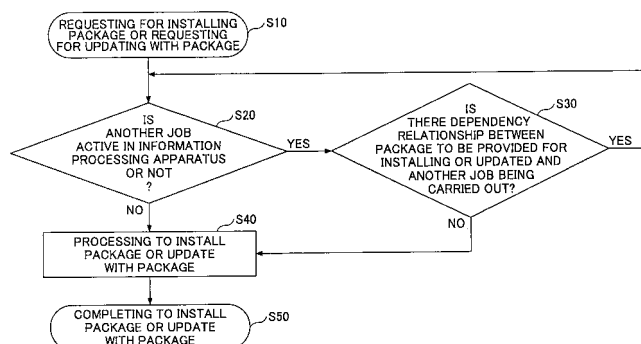 REQUESTING FOR INSTALLING
PACKAGE OR REQUESTING
FOR UPDATING WITH PACKAGE
S10
IS
ANOTHER JOB
ACTIVE IN INFORMATION
PROCESSING APPARATUS
OR NOT
?
S20
YES
NO
IS
THERE DEPENDENCY
RELATIONSHIP BETWEEN
PACKAGE TO BE PROVIDED FOR
INSTALLING OR UPDATED AND
ANOTHER JOB BEING
CARRIED OUT?
S30
YES
NO
S40
PROCESSING TO INSTALL
PACKAGE OR UPDATE
WITH PACKAGE
COMPLETING TO INSTALL
PACKAGE OR UPDATE
WITH PACKAGE
S50